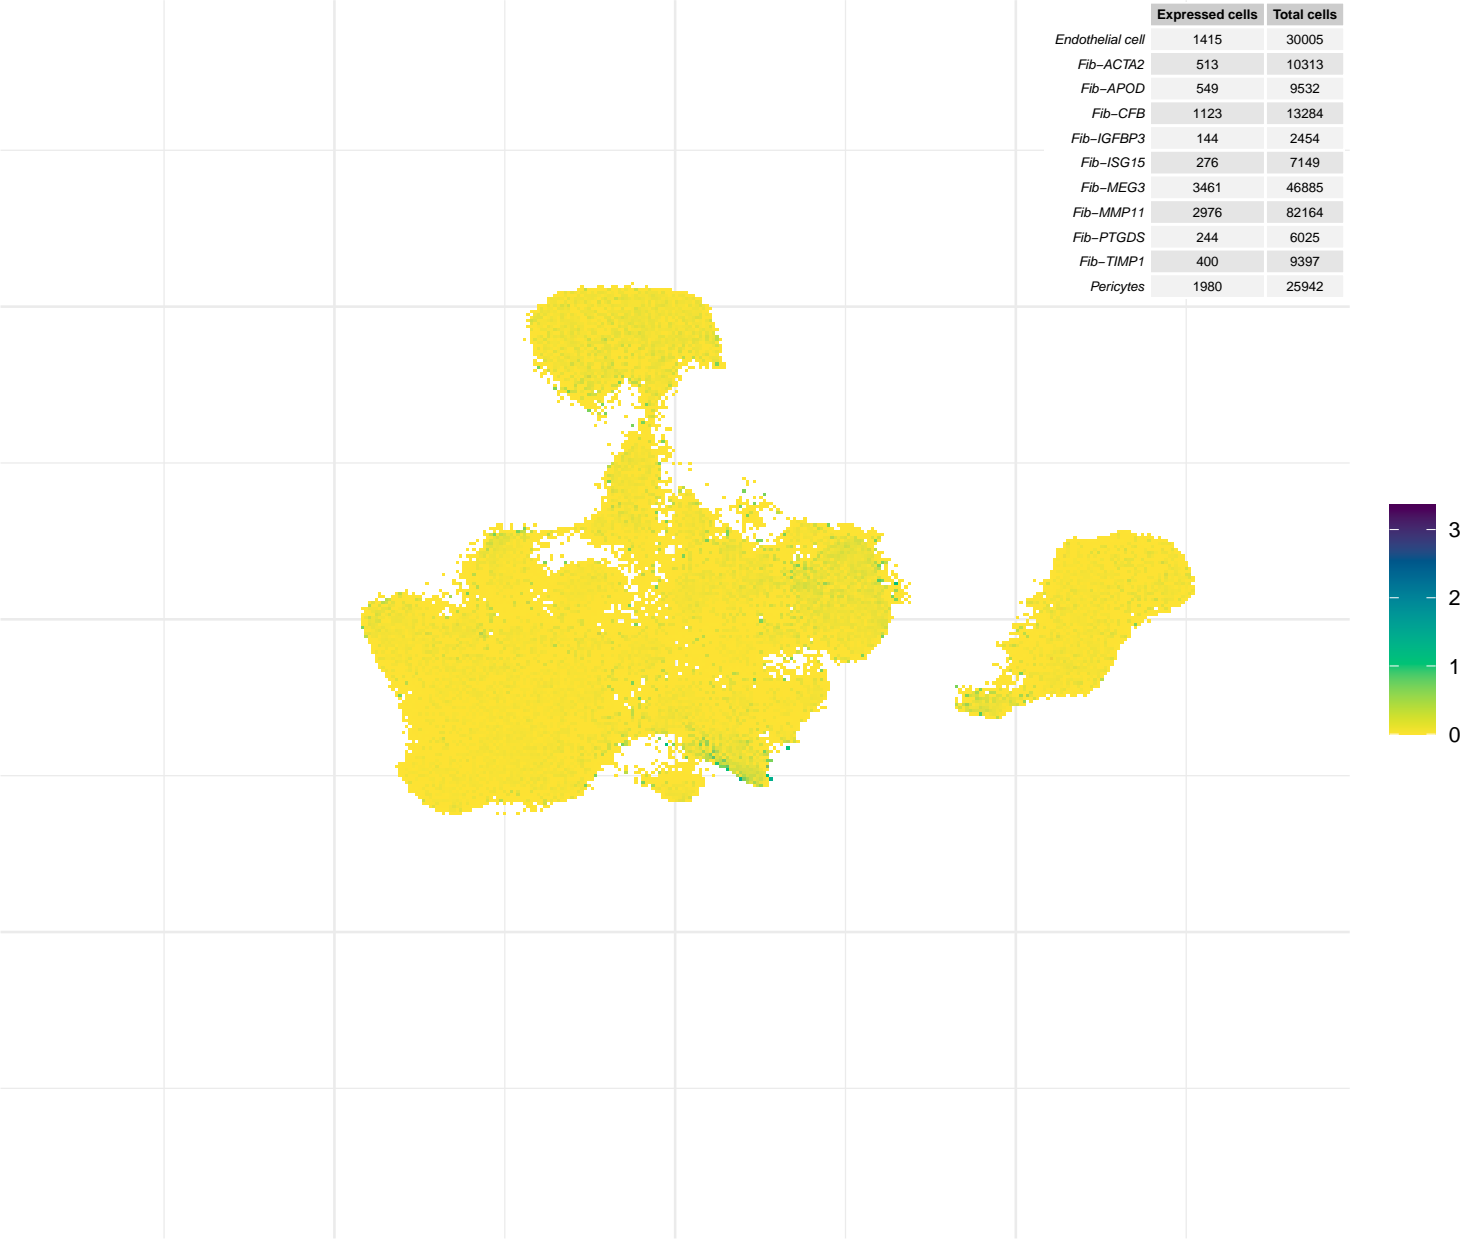 Expressed cells Total cells
Endothelial cell 1415 30005
Fib−ACTA2 513 10313
Fib−APOD 549 9532
Fib−CFB 1123 13284
Fib−IGFBP3 144 2454
Fib−ISG15 276 7149
Fib−MEG3 3461 46885
Fib−MMP11 2976 82164
Fib−PTGDS 244 6025
Fib−TIMP1 400 9397
Pericytes 1980 25942
3
2
1
0